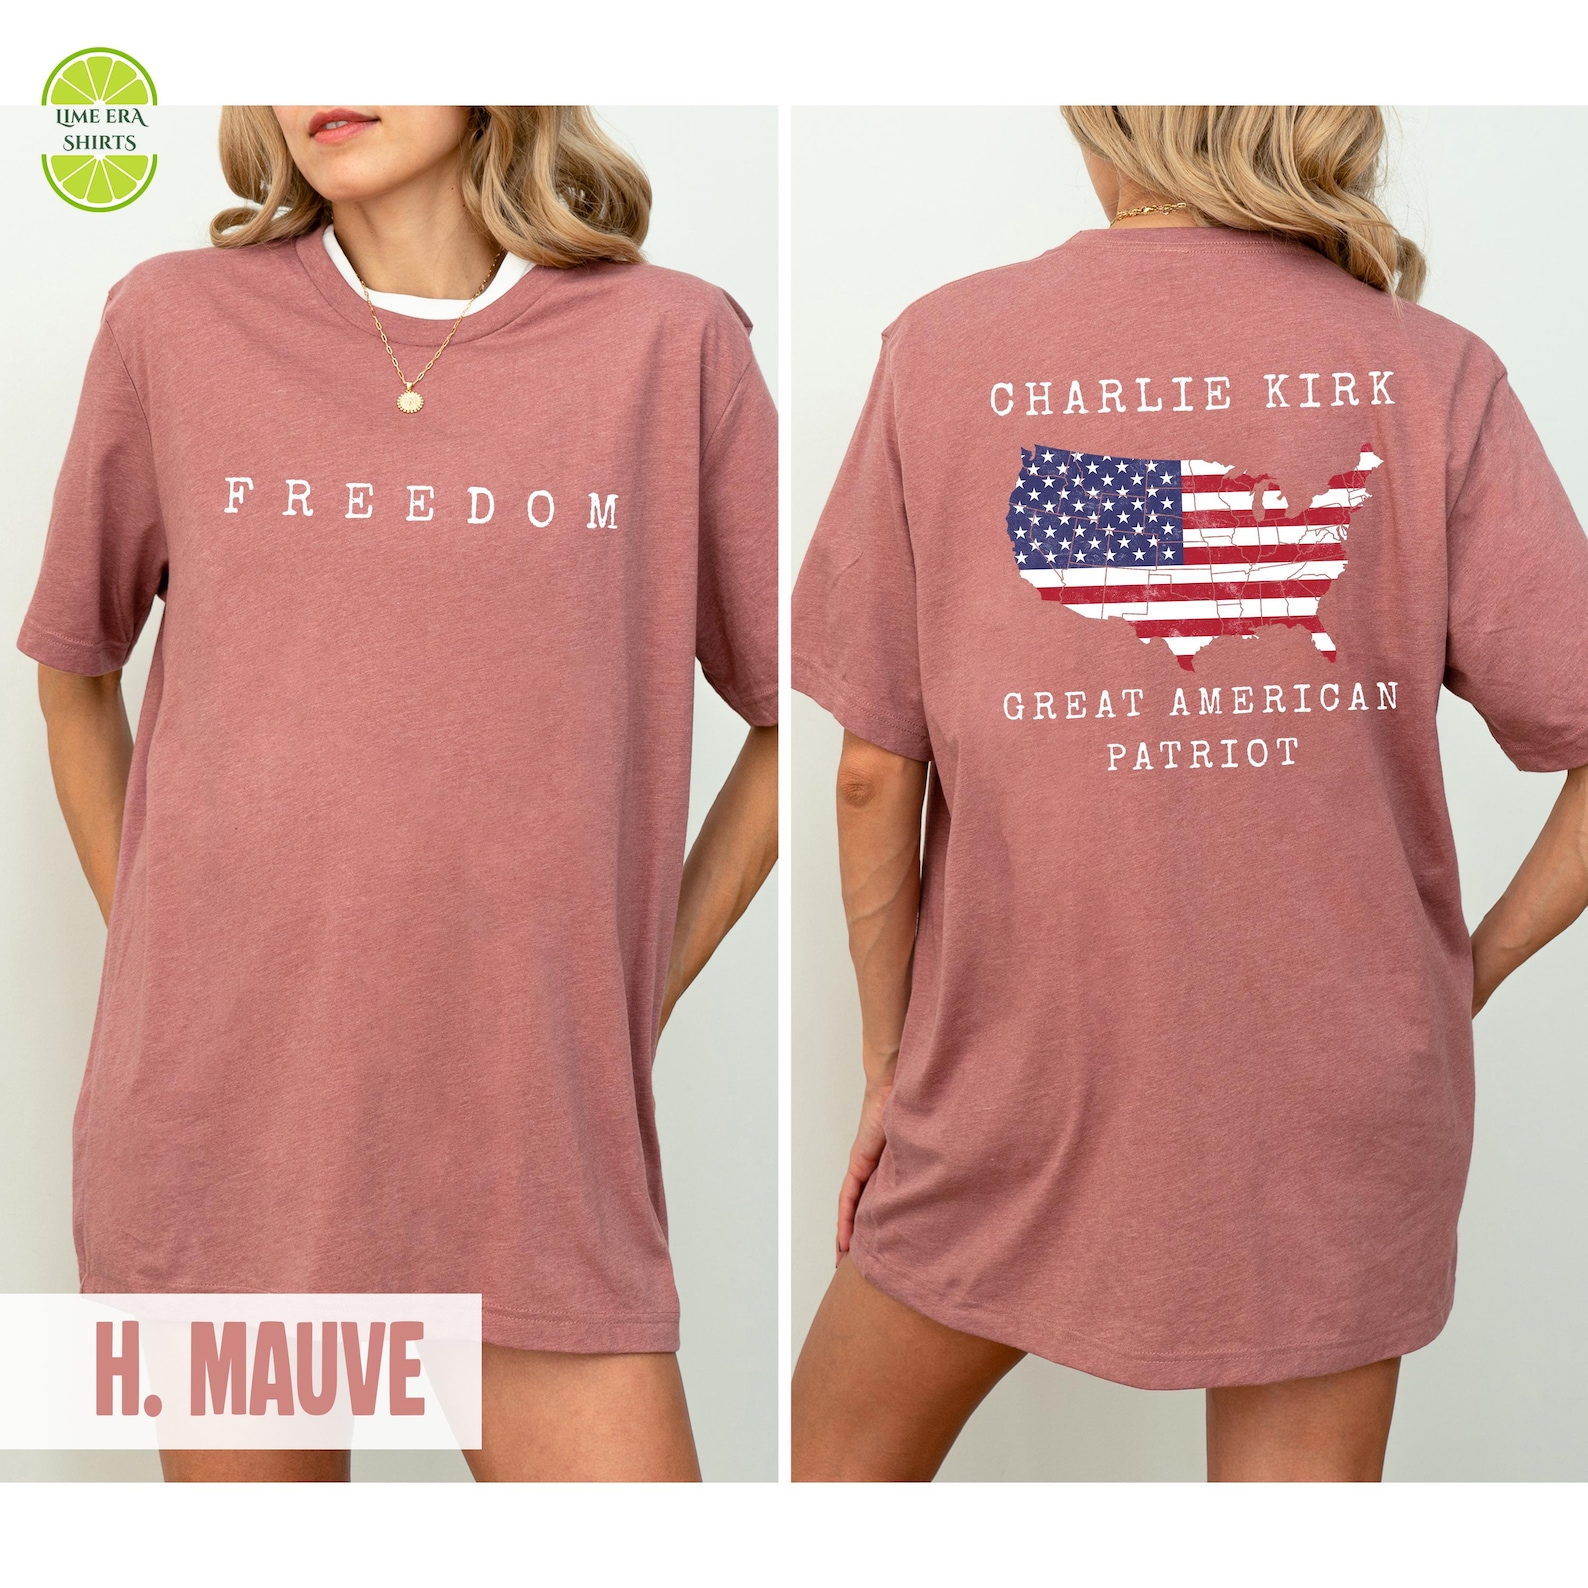 LIME ERA
SHIRTS
FREEDOM
CHARLIE KIRK
GREAT AMERICAN
PATRIOT
H. MAUVE